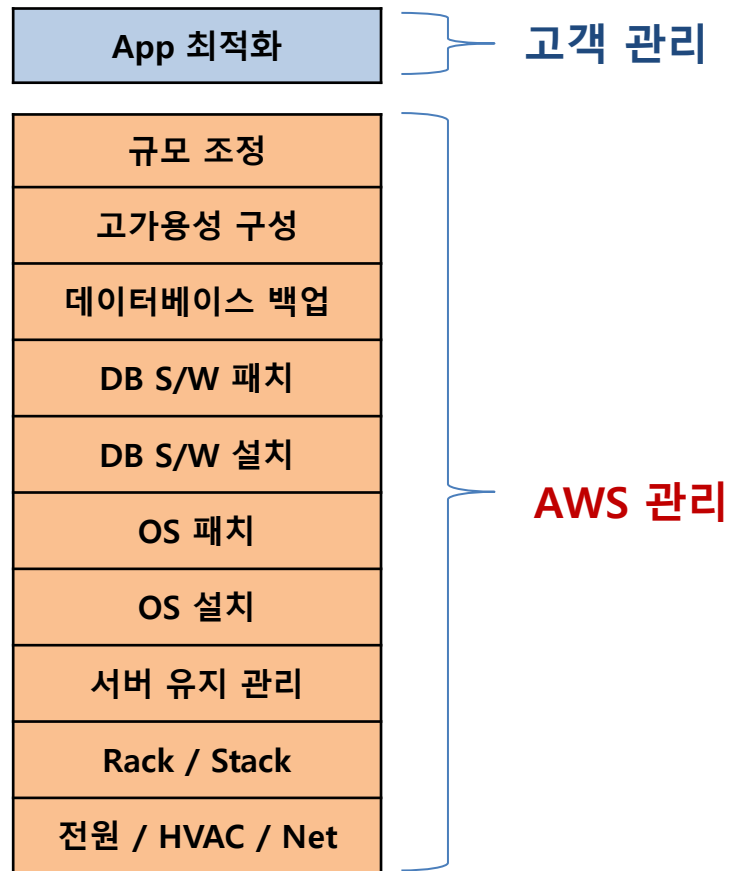 App 최적화
고객 관리
규모 조정
고가용성 구성
데이터베이스 백업
DB S/W 패치
DB S/W 설치
AWS 관리
OS 패치
OS 설치
서버 유지 관리
Rack / Stack
전원 / HVAC / Net